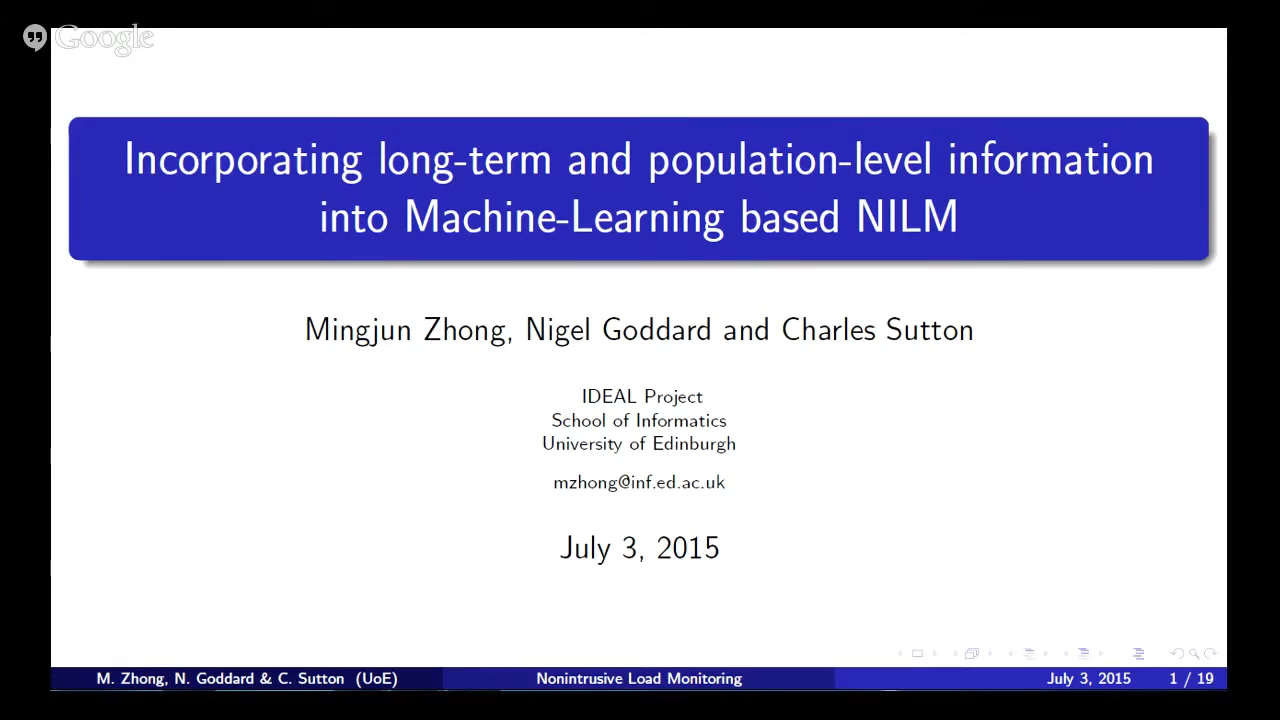 Google
Incorporating long-term and population-level information
into Machine-Learning based NILM
Mingjun Zhong, Nigel Goddard and Charles Sutton
IDEAL Project
School of Informatics
University of Edinburgh
mzhong@inf.ed.ac.uk
July 3, 2015
M. Zhong, N. Goddard & C. Sutton (UoE) Nonintrusive Load Monitoring July 3, 2015 1 / 19